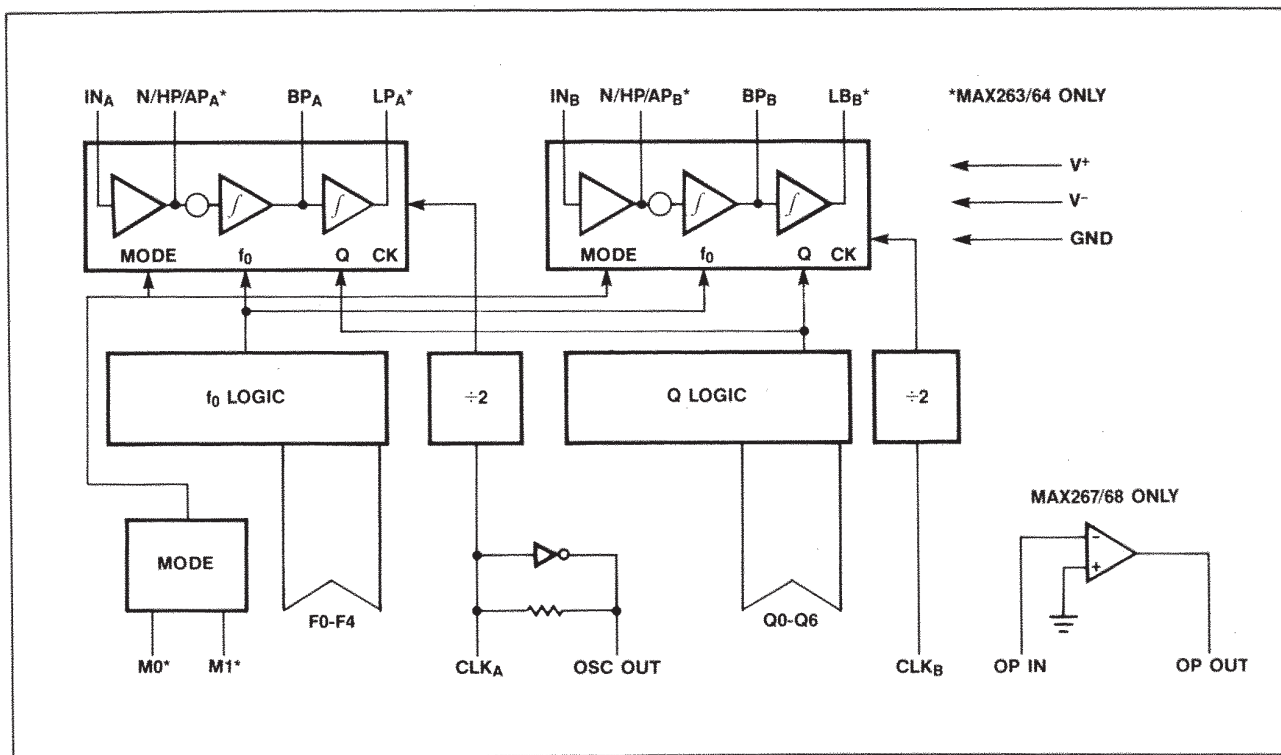 IN_A N/HP/AP_A* BP_A LP_A* IN_B N/HP/AP_B* BP_B LB_B* *MAX263/64 ONLY
V+
V−
GND
∫ ∫ ∫ ∫
MODE f₀ Q CK MODE f₀ Q CK
f₀ LOGIC ÷2 Q LOGIC ÷2
MAX267/68 ONLY
MODE
− 
+
F0-F4 Q0-Q6
M0* M1* CLK_A OSC OUT CLK_B OP IN OP OUT